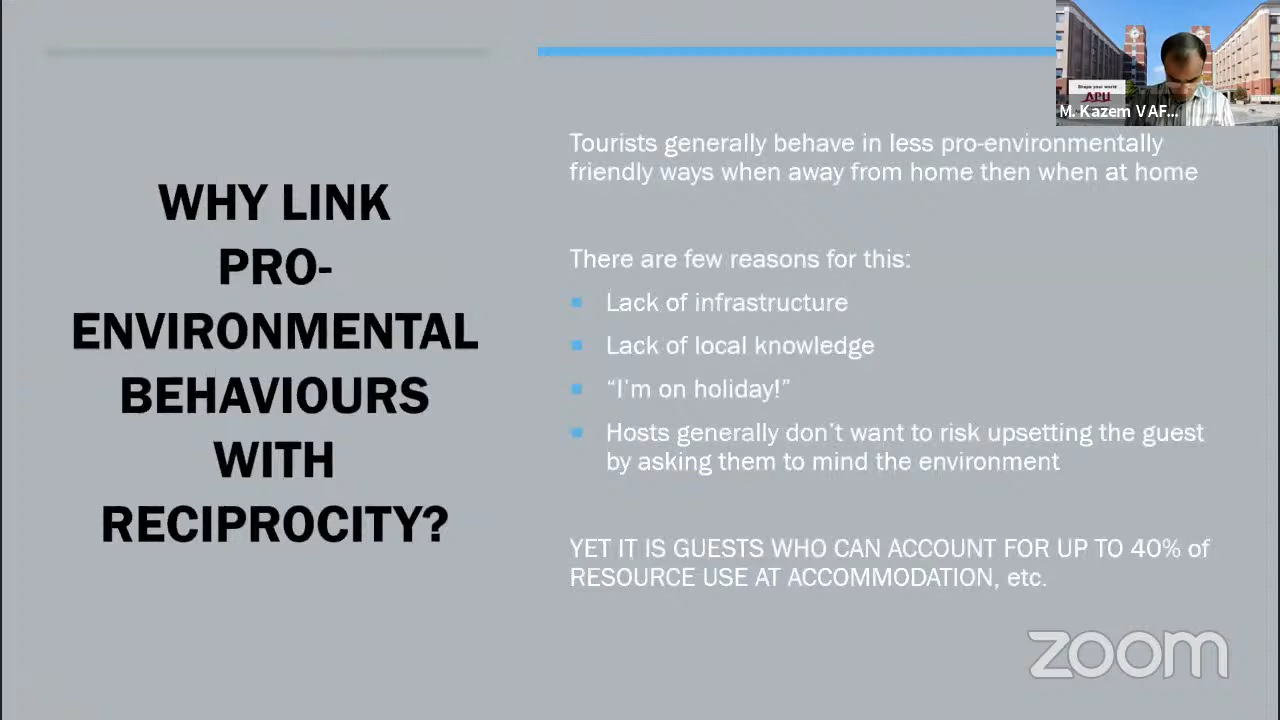 WHY LINK
PRO-
ENVIRONMENTAL
BEHAVIOURS
WITH
RECIPROCITY?
Tourists generally behave in less pro-environmentally
friendly ways when away from home then when at home
There are few reasons for this:
Lack of infrastructure
Lack of local knowledge
“I’m on holiday!”
Hosts generally don’t want to risk upsetting the guest
by asking them to mind the environment
YET IT IS GUESTS WHO CAN ACCOUNT FOR UP TO 40% of
RESOURCE USE AT ACCOMMODATION, etc.
Shape your world
APU
M. Kazem VAF...
zoom